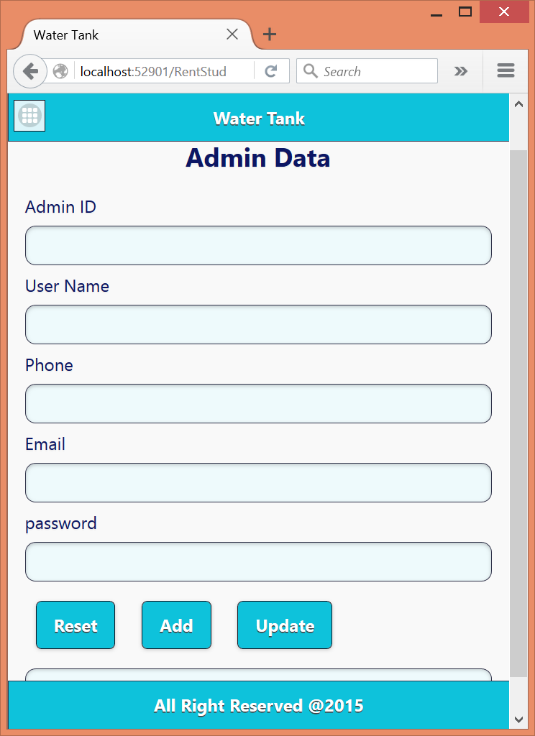 Water Tank
localhost:52901/RentStud
Search
Water Tank
Admin Data
Admin ID
User Name
Phone
Email
password
Reset Add Update
All Right Reserved @2015